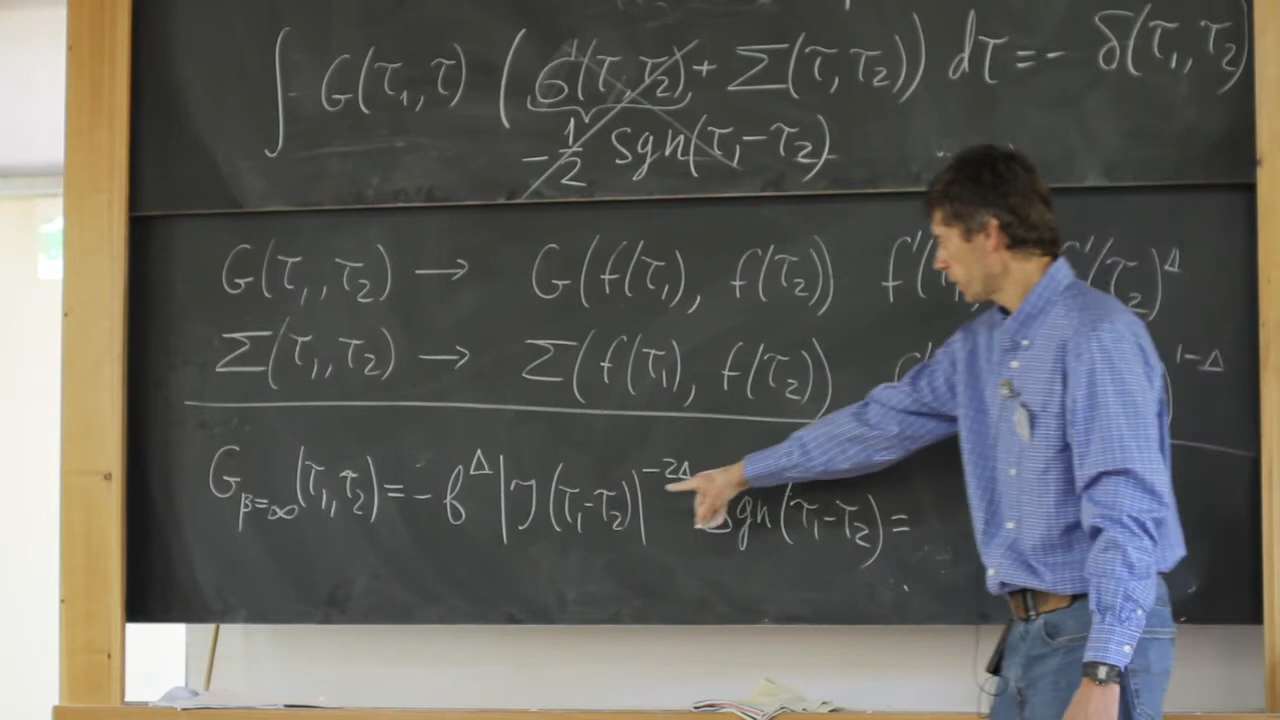 ∫ G(τ₁,τ) (σ(τ,τ₂) + Σ(τ,τ₂)) dτ = - δ(τ₁,τ₂)
-1/2 sgn(τ₁-τ₂)
G(τ₁,τ₂) → G(f(τ₁), f(τ₂)) f'(τ f'(τ₂)^Δ
Σ(τ₁,τ₂) → Σ(f(τ₁), f(τ₂)) 1-Δ
G_{β=∞}(τ₁,τ₂) = - b^Δ |J(τ₁-τ₂)|^{-2Δ} sgn(τ₁-τ₂) =